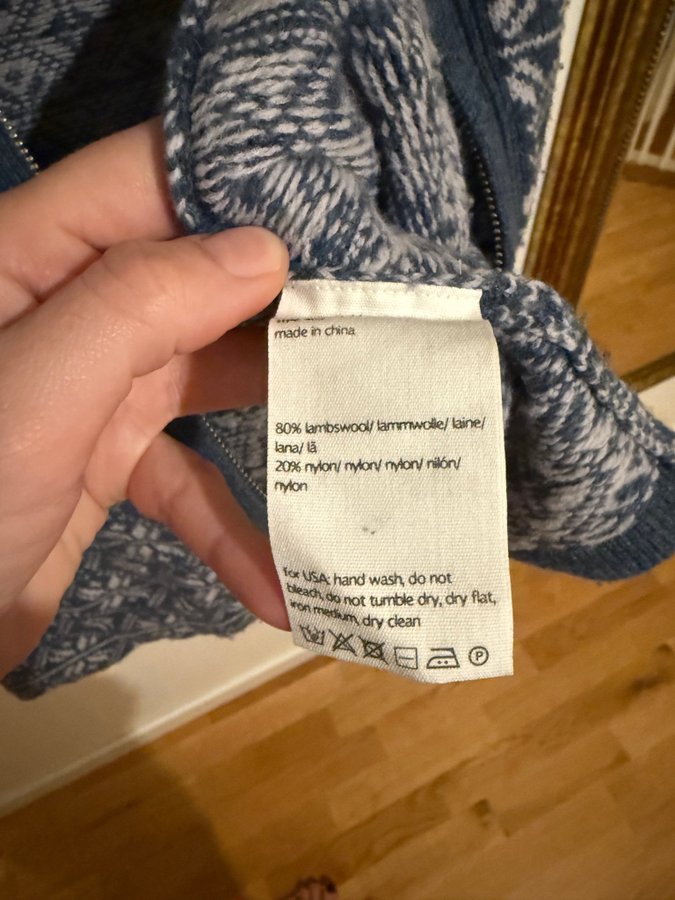 made in china
80% lambswool/ lammwolle/ laine/
lana/ lã
20% nylon/ nylon/ nylon/ nilón/
nylon
for USA: hand wash, do not
bleach, do not tumble dry, dry flat,
iron medium, dry clean
P